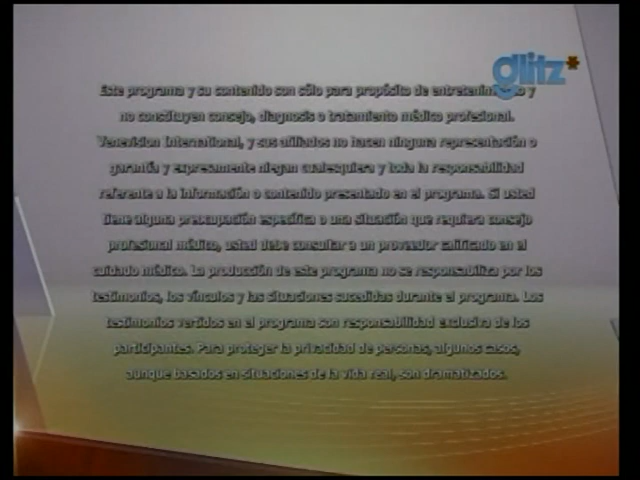 glitz*
Este programa y su contenido son sólo para propósito de entretenimiento y
no constituyen consejo, diagnosis o tratamiento médico profesional.
Venevision International, y sus afiliados no hacen ninguna representación o
garantía y expresamente niegan cualesquiera y toda la responsabilidad
referente a la información o contenido presentado en el programa. Si usted
tiene alguna preocupación específica o una situación que requiera consejo
profesional médico, usted debe consultar a un proveedor calificado en el
cuidado médico. La producción de este programa no se responsabiliza por los
testimonios, los vínculos y las situaciones sucedidas durante el programa. Los
testimonios vertidos en el programa son responsabilidad exclusiva de los
participantes. Para proteger la privacidad de personas, algunos casos,
aunque basados en situaciones de la vida real, son dramatizados.